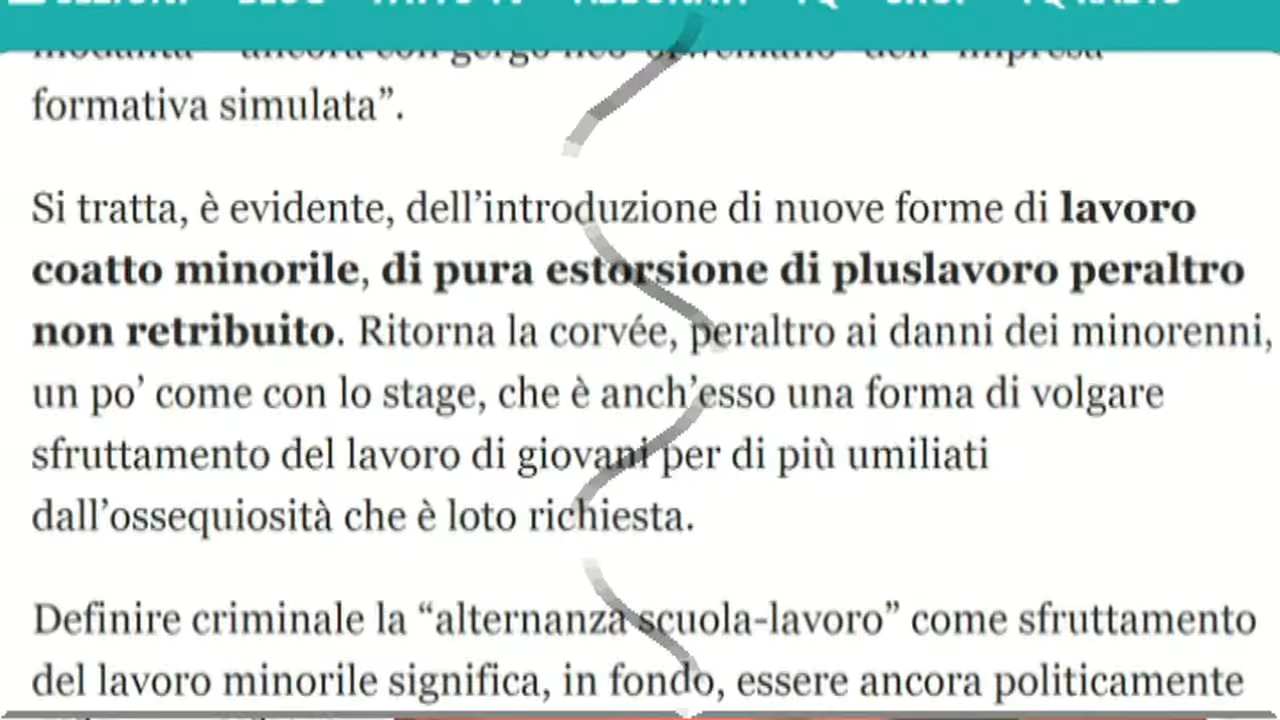 formativa simulata”.
Si tratta, è evidente, dell’introduzione di nuove forme di lavoro
coatto minorile, di pura estorsione di pluslavoro peraltro
non retribuito. Ritorna la corvée, peraltro ai danni dei minorenni,
un po’ come con lo stage, che è anch’esso una forma di volgare
sfruttamento del lavoro di giovani per di più umiliati
dall’ossequiosità che è loto richiesta.
Definire criminale la “alternanza scuola-lavoro” come sfruttamento
del lavoro minorile significa, in fondo, essere ancora politicamente